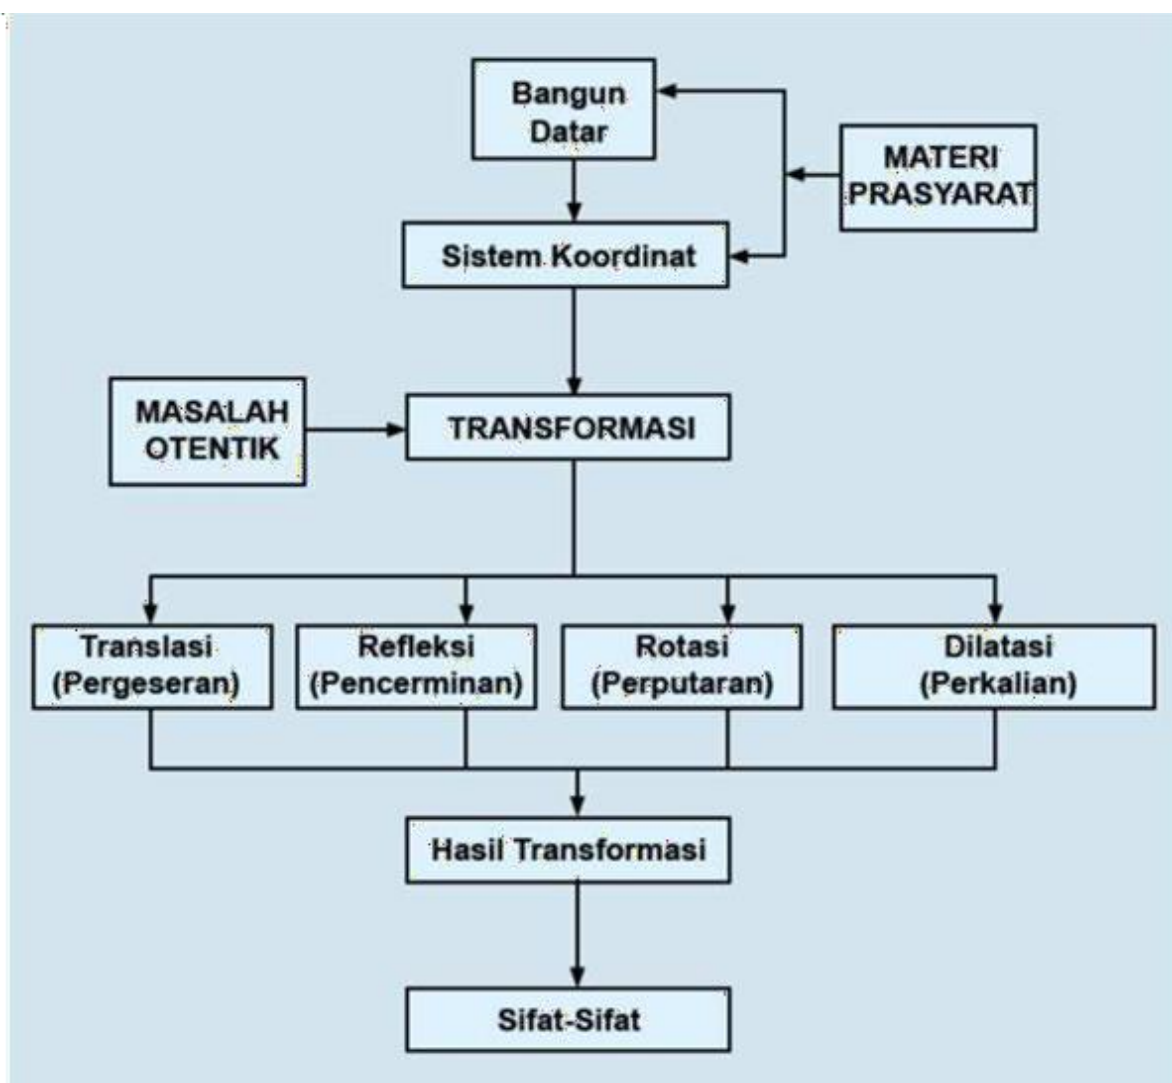 Bangun
Datar
MATERI
PRASYARAT
Sistem Koordinat
MASALAH
OTENTIK
TRANSFORMASI
Translasi
(Pergeseran)
Refleksi
(Pencerminan)
Rotasi
(Perputaran)
Dilatasi
(Perkalian)
Hasil Transformasi
Sifat-Sifat